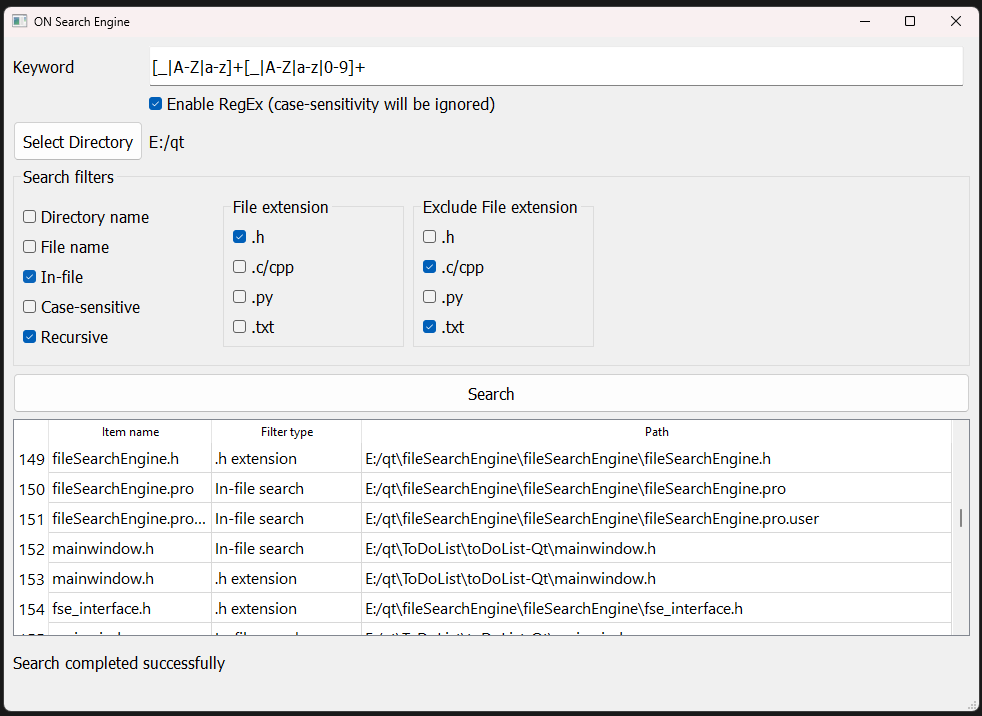 ON Search Engine
Keyword
[_|A-Z|a-z]+[_|A-Z|a-z|0-9]+
Enable RegEx (case-sensitivity will be ignored)
Select Directory E:/qt
Search filters
Directory name
File name
In-file
Case-sensitive
Recursive
File extension
.h
.c/cpp
.py
.txt
Exclude File extension
.h
.c/cpp
.py
.txt
Search
Item name Filter type Path
149 fileSearchEngine.h .h extension E:/qt\fileSearchEngine\fileSearchEngine\fileSearchEngine.h
150 fileSearchEngine.pro In-file search E:/qt\fileSearchEngine\fileSearchEngine\fileSearchEngine.pro
151 fileSearchEngine.pro... In-file search E:/qt\fileSearchEngine\fileSearchEngine\fileSearchEngine.pro.user
152 mainwindow.h In-file search E:/qt\ToDoList\toDoList-Qt\mainwindow.h
153 mainwindow.h .h extension E:/qt\ToDoList\toDoList-Qt\mainwindow.h
154 fse_interface.h .h extension E:/qt\fileSearchEngine\fileSearchEngine\fse_interface.h
Search completed successfully